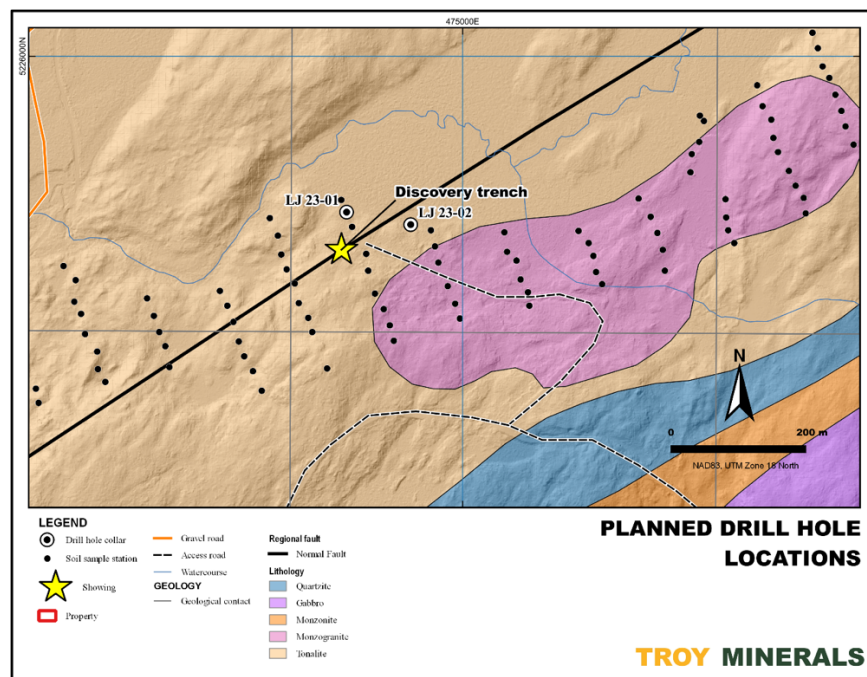 475000E
5226000N
LJ 23-01
Discovery trench
LJ 23-02
N
0 200 m
NAD83, UTM Zone 18 North
LEGEND
Drill hole collar
Soil sample station
Showing
Property
Gravel road
Access road
Watercourse
GEOLOGY
Geological contact
Regional fault
Normal Fault
Lithology
Quartzite
Gabbro
Monzonite
Monzogranite
Tonalite
PLANNED DRILL HOLE
LOCATIONS
TROY MINERALS